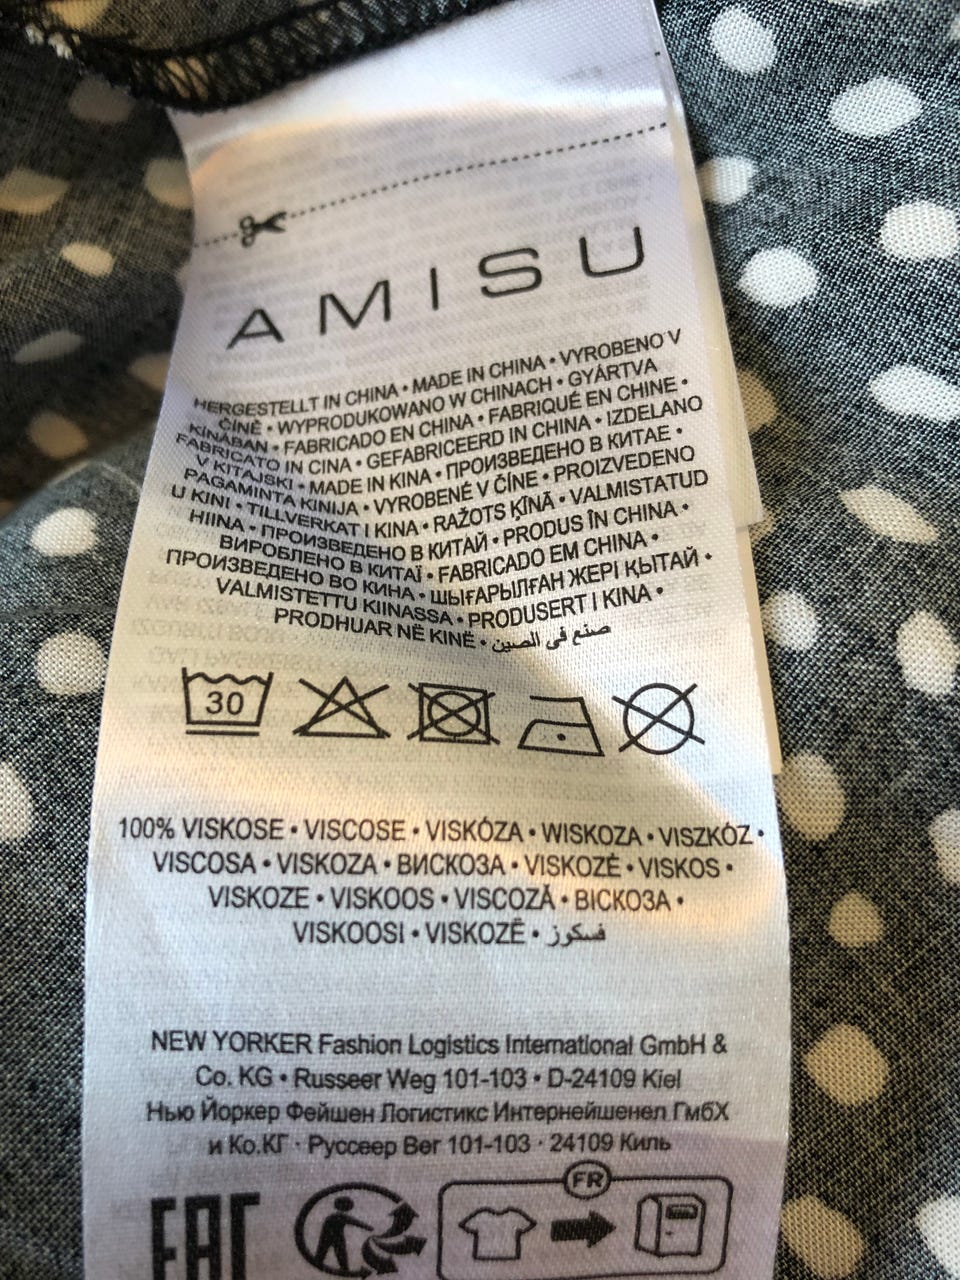 AMISU
HERGESTELLT IN CHINA • MADE IN CHINA • VYROBENO V
ČÍNĚ • WYPRODUKOWANO W CHINACH • GYÁRTVA
KÍNÁBAN • FABRICADO EN CHINA • FABRIQUÉ EN CHINE •
FABRICATO IN CINA • GEFABRICEERD IN CHINA • IZDELANO
V KITAJSKI • MADE IN KINA • ПРОИЗВЕДЕНО В КИТАЕ •
PAGAMINTA KINIJA • VYROBENÉ V ČÍNE • PROIZVEDENO
U KINI • TILLVERKAT I KINA • RAŽOTS ĶĪNĀ • VALMISTATUD
HIINA • ПРОИЗВЕДЕНО В КИТАЙ • PRODUS ÎN CHINA •
ВИРОБЛЕНО В КИТАЇ • FABRICADO EM CHINA •
ПРОИЗВЕДЕНО ВО КИНА • ШЫҒАРЫЛҒАН ЖЕРІ ҚЫТАЙ •
VALMISTETTU KIINASSA • PRODUSERT I KINA •
PRODHUAR NË KINË • صنع في الصين
30
100% VISKOSE • VISCOSE • VISKÓZA • WISKOZA • VISZKÓZ •
VISCOSA • VISKOZA • ВИСКОЗА • VISKOZĖ • VISKOS •
VISKOZE • VISKOOS • VISCOZĂ • ВІСКОЗА •
VISKOOSI • VISKOZË • فسكوز
NEW YORKER Fashion Logistics International GmbH &
Co. KG • Russeer Weg 101-103 • D-24109 Kiel
Нью Йоркер Фейшен Логистикс Интернейшенел ГмбХ
и Ко.КГ · Руссеер Вег 101-103 · 24109 Киль
EAC
FR